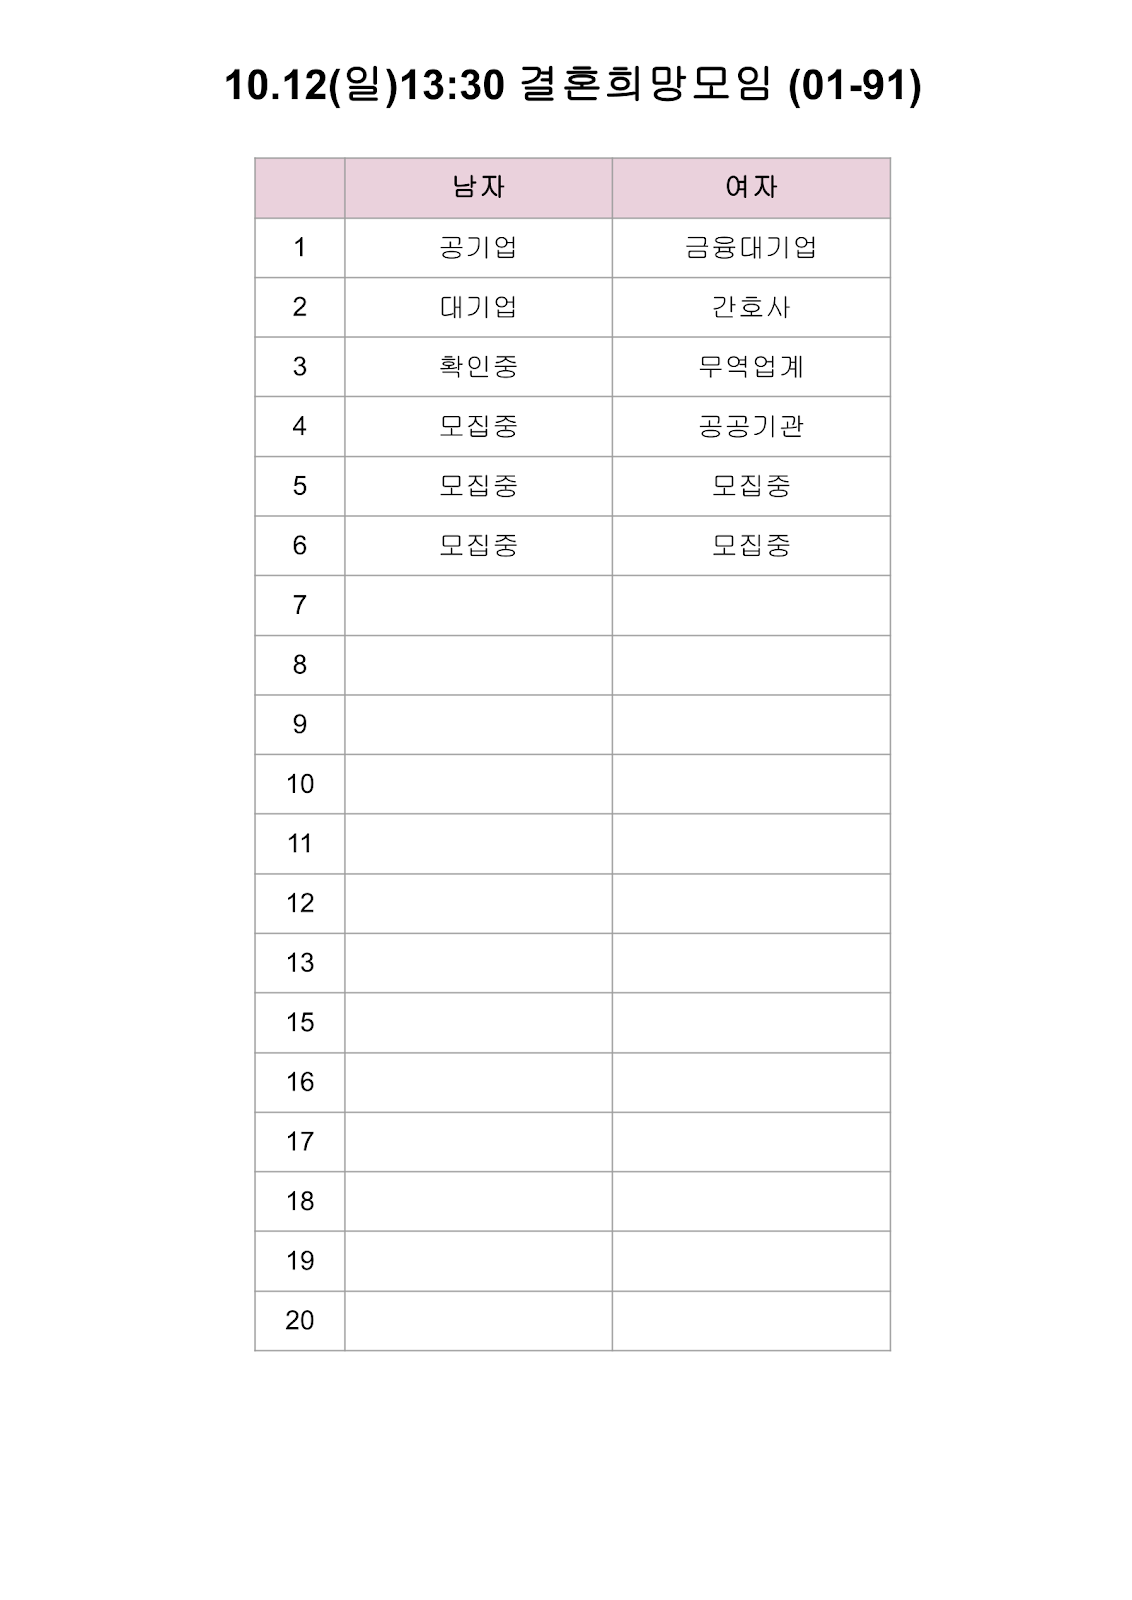 10.12(일)13:30 결혼희망모임 (01-91)
남자 여자
1 공기업 금융대기업
2 대기업 간호사
3 확인중 무역업계
4 모집중 공공기관
5 모집중 모집중
6 모집중 모집중
7
8
9
10
11
12
13
15
16
17
18
19
20